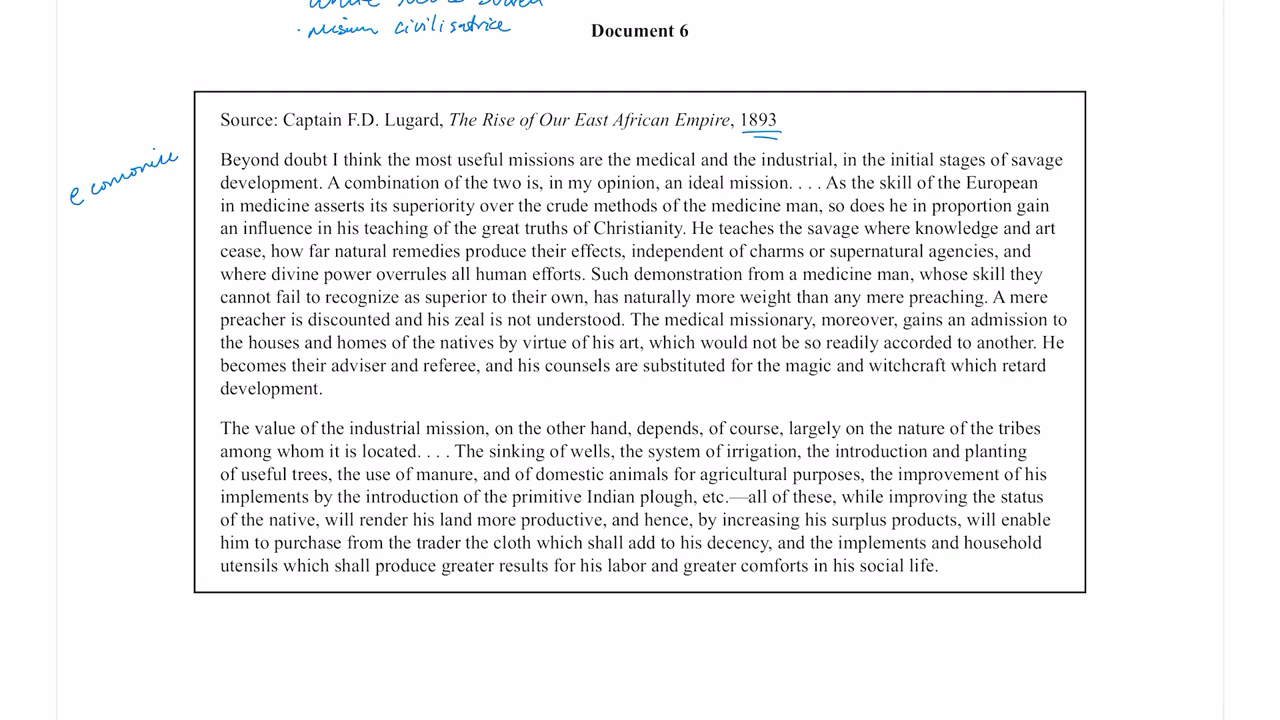 · mission civilisatrice
Document 6
Source: Captain F.D. Lugard, The Rise of Our East African Empire, 1893
economic
Beyond doubt I think the most useful missions are the medical and the industrial, in the initial stages of savage
development. A combination of the two is, in my opinion, an ideal mission. . . . As the skill of the European
in medicine asserts its superiority over the crude methods of the medicine man, so does he in proportion gain
an influence in his teaching of the great truths of Christianity. He teaches the savage where knowledge and art
cease, how far natural remedies produce their effects, independent of charms or supernatural agencies, and
where divine power overrules all human efforts. Such demonstration from a medicine man, whose skill they
cannot fail to recognize as superior to their own, has naturally more weight than any mere preaching. A mere
preacher is discounted and his zeal is not understood. The medical missionary, moreover, gains an admission to
the houses and homes of the natives by virtue of his art, which would not be so readily accorded to another. He
becomes their adviser and referee, and his counsels are substituted for the magic and witchcraft which retard
development.
The value of the industrial mission, on the other hand, depends, of course, largely on the nature of the tribes
among whom it is located. . . . The sinking of wells, the system of irrigation, the introduction and planting
of useful trees, the use of manure, and of domestic animals for agricultural purposes, the improvement of his
implements by the introduction of the primitive Indian plough, etc.—all of these, while improving the status
of the native, will render his land more productive, and hence, by increasing his surplus products, will enable
him to purchase from the trader the cloth which shall add to his decency, and the implements and household
utensils which shall produce greater results for his labor and greater comforts in his social life.